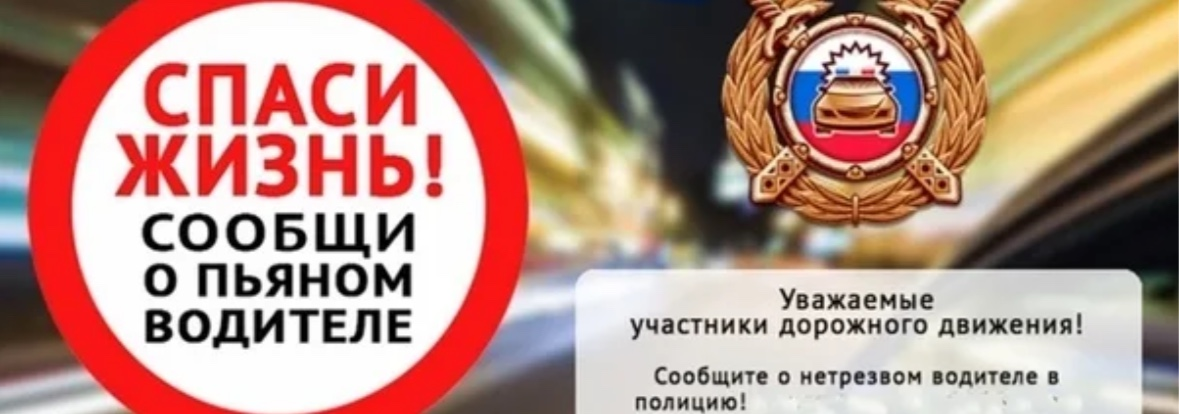 СПАСИ
ЖИЗНЬ!
СООБЩИ
О ПЬЯНОМ
ВОДИТЕЛЕ
Уважаемые
участники дорожного движения!
Сообщите о нетрезвом водителе в
полицию!